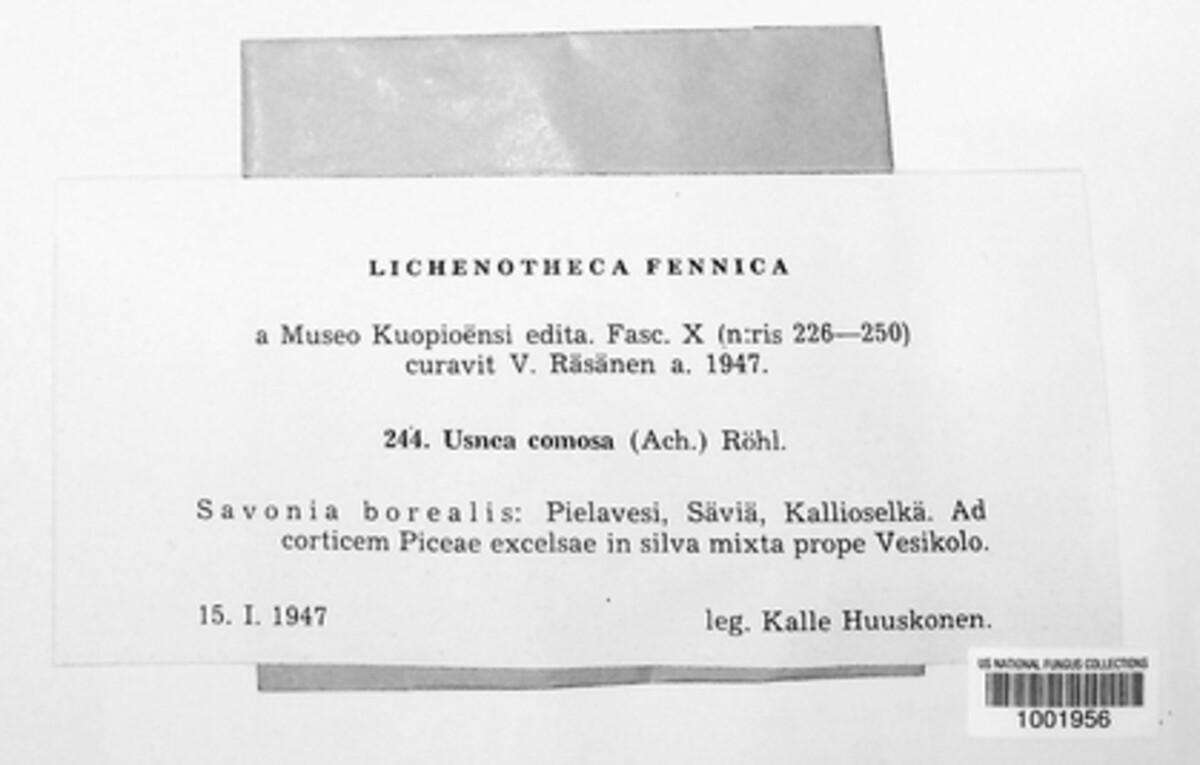 LICHENOTHECA FENNICA
a Museo Kuopioënsi edita. Fasc. X (n:ris 226—250)
curavit V. Räsänen a. 1947.
244. Usnea comosa (Ach.) Röhl.
Savonia borealis: Pielavesi, Säviä, Kallioselkä. Ad
corticem Piceae excelsae in silva mixta prope Vesikolo.
15. I. 1947 leg. Kalle Huuskonen.
US NATIONAL FUNGUS COLLECTIONS
1001956